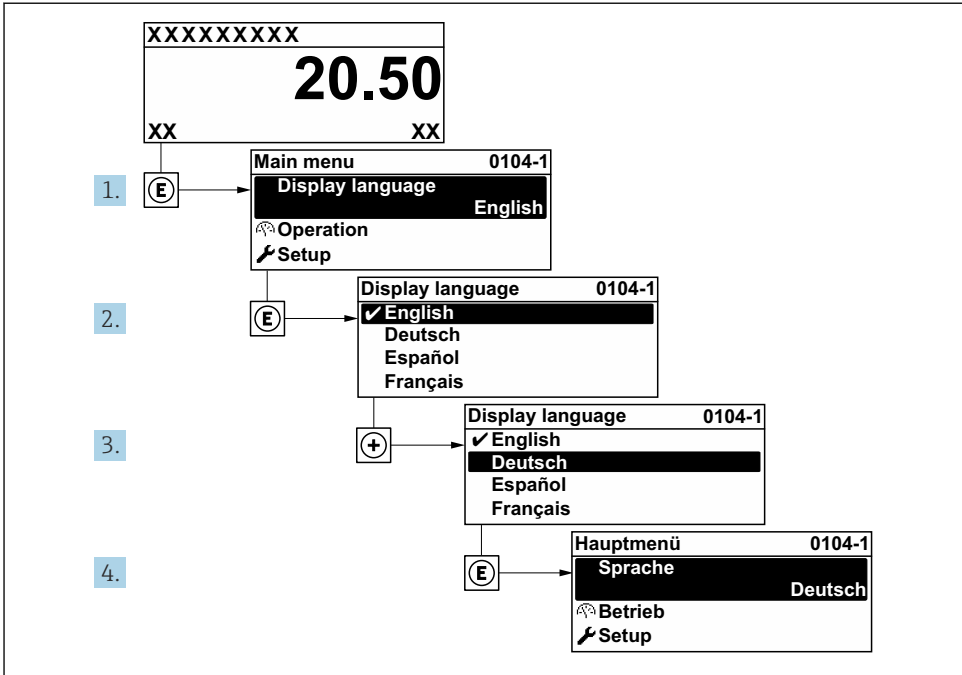 XXXXXXXXX
20.50
XX XX
1. E
Main menu 0104-1
Display language
English
Operation
Setup
2. E
Display language 0104-1
✔English
Deutsch
Español
Français
3. +
Display language 0104-1
✔English
Deutsch
Español
Français
4. E
Hauptmenü 0104-1
Sprache
Deutsch
Betrieb
Setup